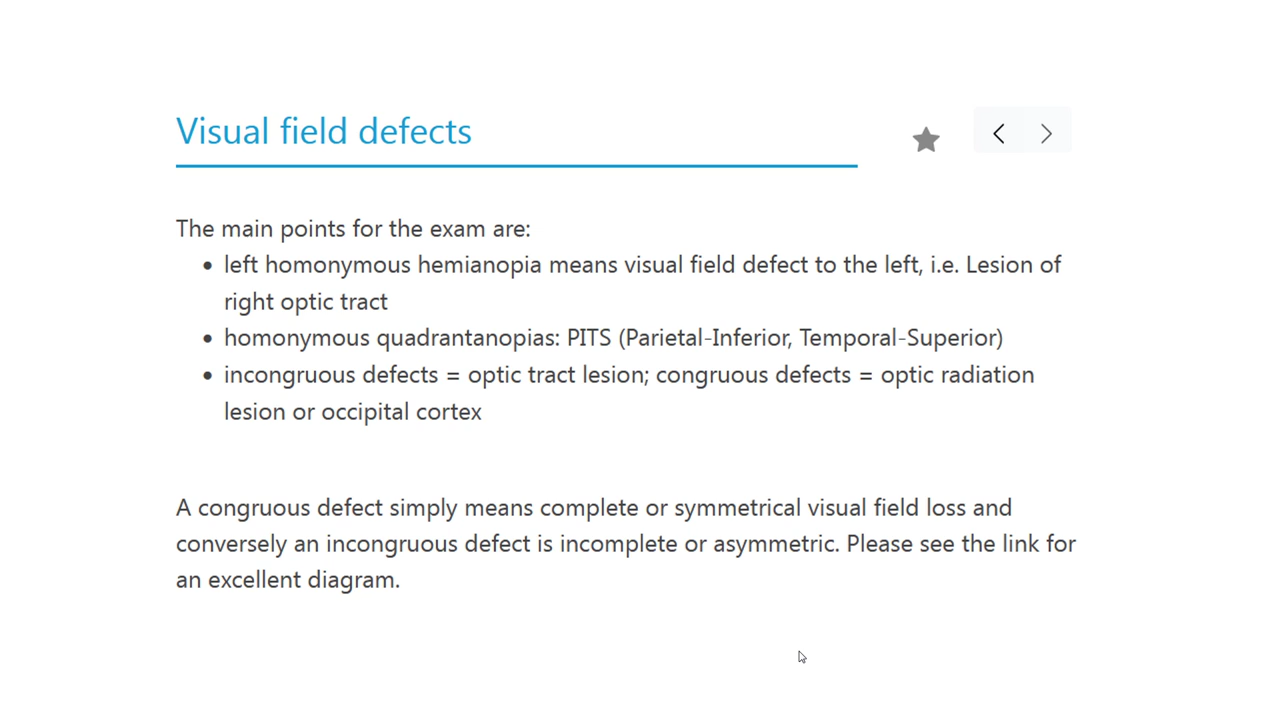 Visual field defects
The main points for the exam are:
• left homonymous hemianopia means visual field defect to the left, i.e. Lesion of
right optic tract
• homonymous quadrantanopias: PITS (Parietal-Inferior, Temporal-Superior)
• incongruous defects = optic tract lesion; congruous defects = optic radiation
lesion or occipital cortex
A congruous defect simply means complete or symmetrical visual field loss and
conversely an incongruous defect is incomplete or asymmetric. Please see the link for
an excellent diagram.